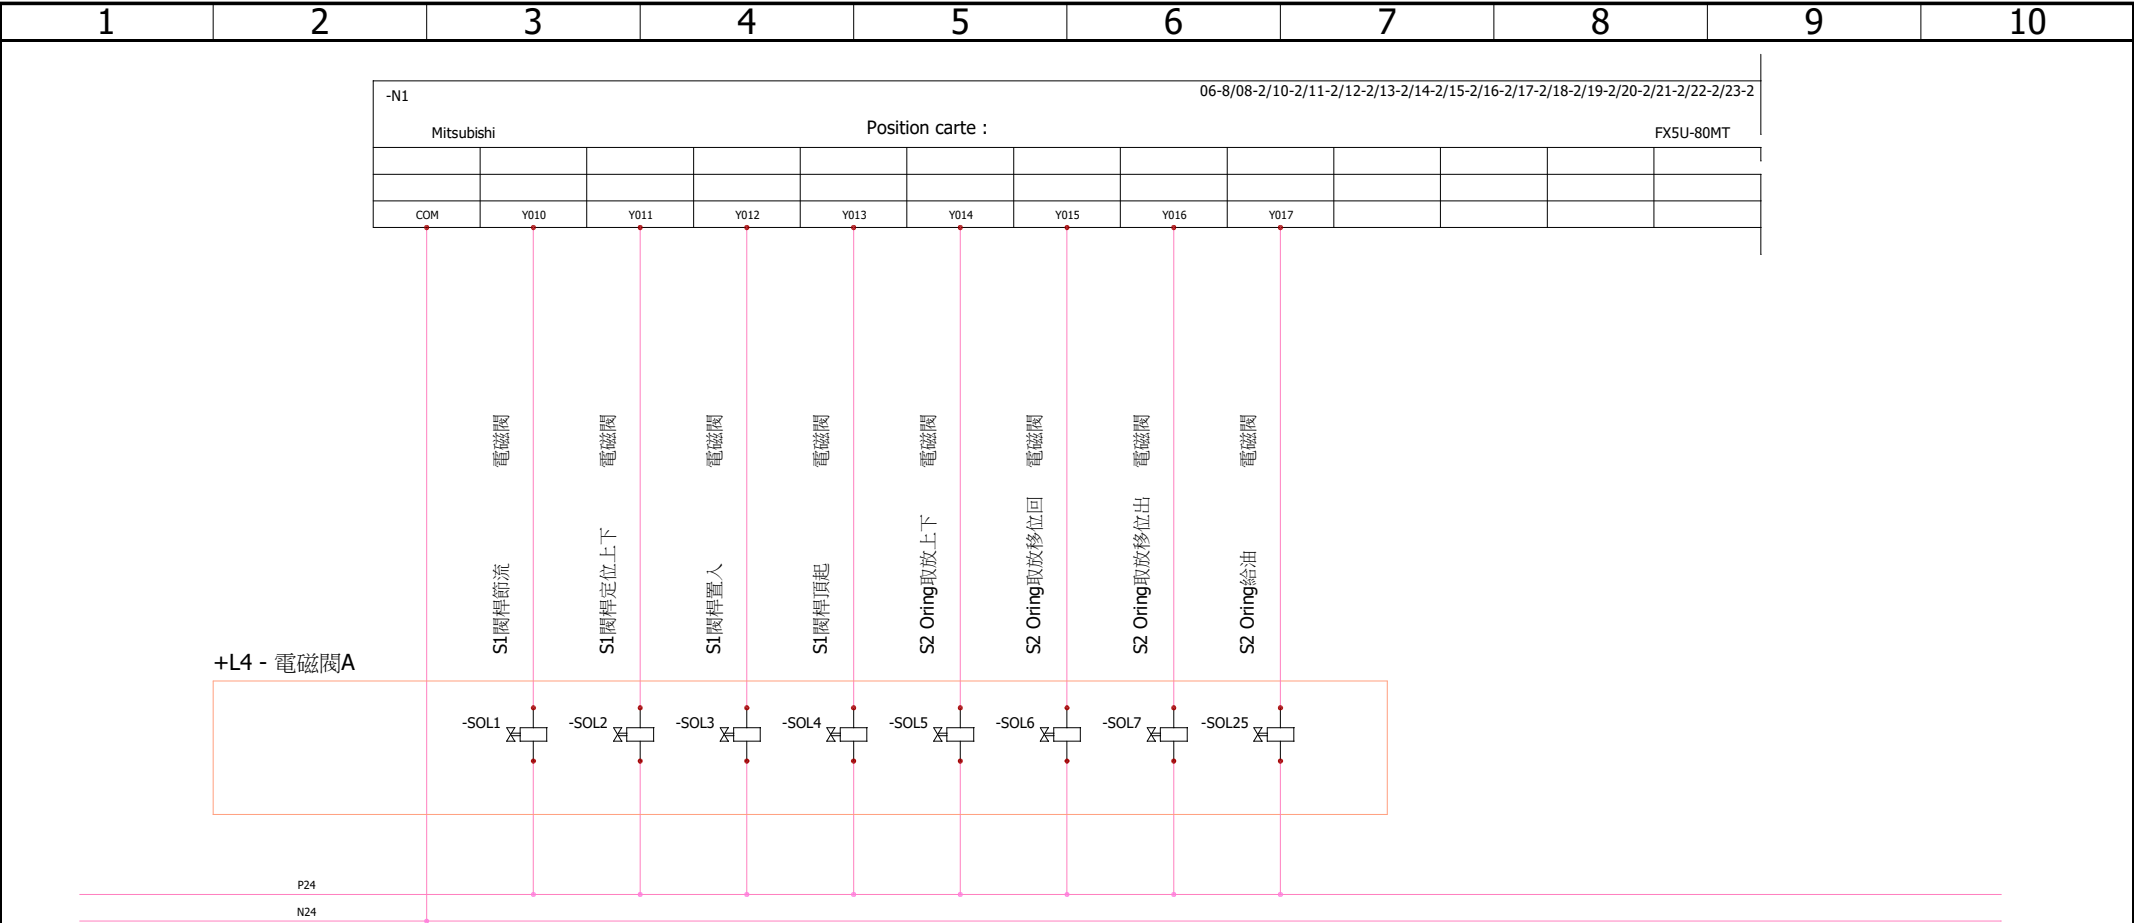 1 2 3 4 5 6 7 8 9 10
-N1 06-8/08-2/10-2/11-2/12-2/13-2/14-2/15-2/16-2/17-2/18-2/19-2/20-2/21-2/22-2/23-2
Mitsubishi Position carte : FX5U-80MT
COM Y010 Y011 Y012 Y013 Y014 Y015 Y016 Y017
S1閥桿節流 電磁閥
S1閥桿定位上下 電磁閥
S1閥桿置入 電磁閥
S1閥桿頂起 電磁閥
S2 Oring取放上下 電磁閥
S2 Oring取放移位回 電磁閥
S2 Oring取放移位出 電磁閥
S2 Oring給油 電磁閥
+L4 - 電磁閥A
-SOL1 -SOL2 -SOL3 -SOL4 -SOL5 -SOL6 -SOL7 -SOL25
P24
N24